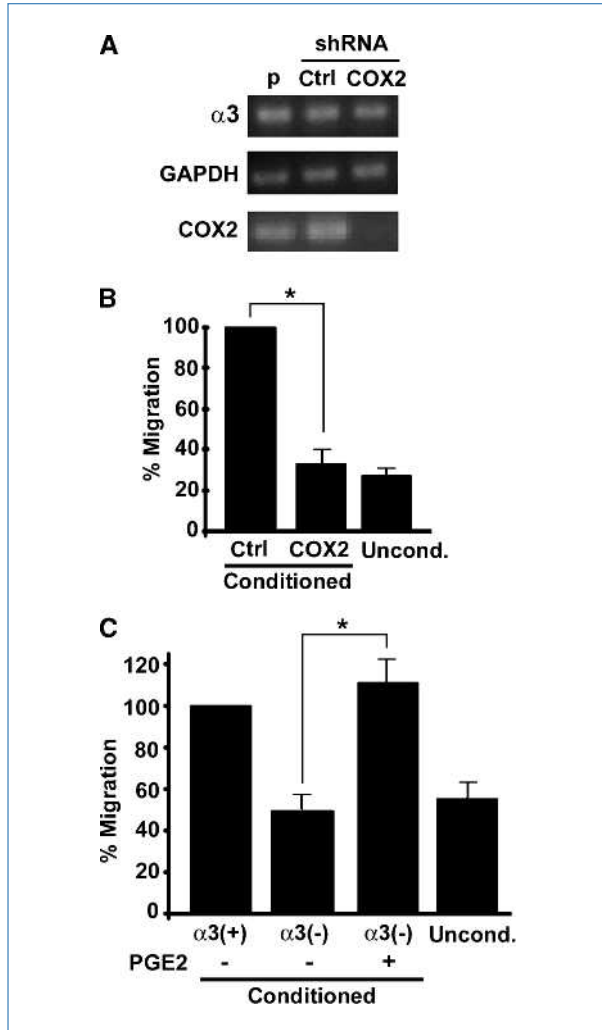 A
shRNA
p Ctrl COX2
α3
GAPDH
COX2
B
*
100
80
60
40
20
0
% Migration
Ctrl COX2 Uncond.
Conditioned
C
*
120
100
80
60
40
20
0
% Migration
α3(+) α3(-) α3(-) Uncond.
PGE2 - - +
Conditioned